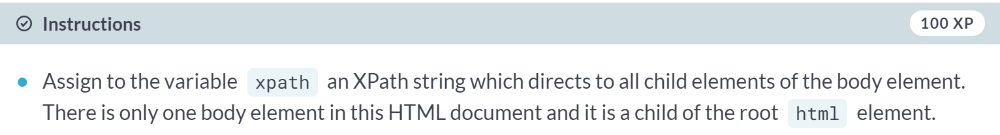 Instructions
100 XP
Assign to the variable xpath an XPath string which directs to all child elements of the body element.
There is only one body element in this HTML document and it is a child of the root html element.